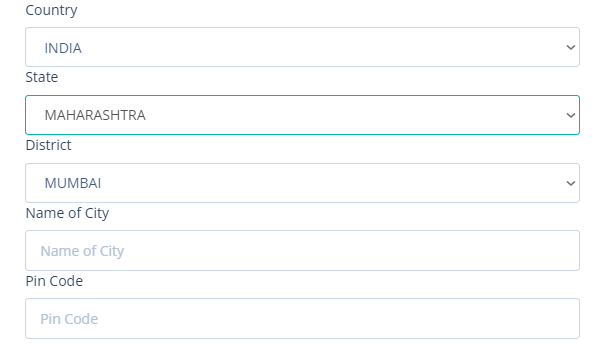 Country
INDIA
State
MAHARASHTRA
District
MUMBAI
Name of City
Name of City
Pin Code
Pin Code